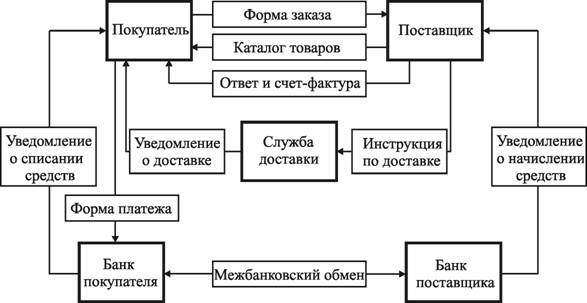 Форма заказа
Покупатель
Поставщик
Каталог товаров
Ответ и счет-фактура
Уведомление
о списании
средств
Уведомление
о доставке
Служба
доставки
Инструкция
по доставке
Уведомление
о начислении
средств
Форма платежа
Банк
покупателя
Межбанковский обмен
Банк
поставщика